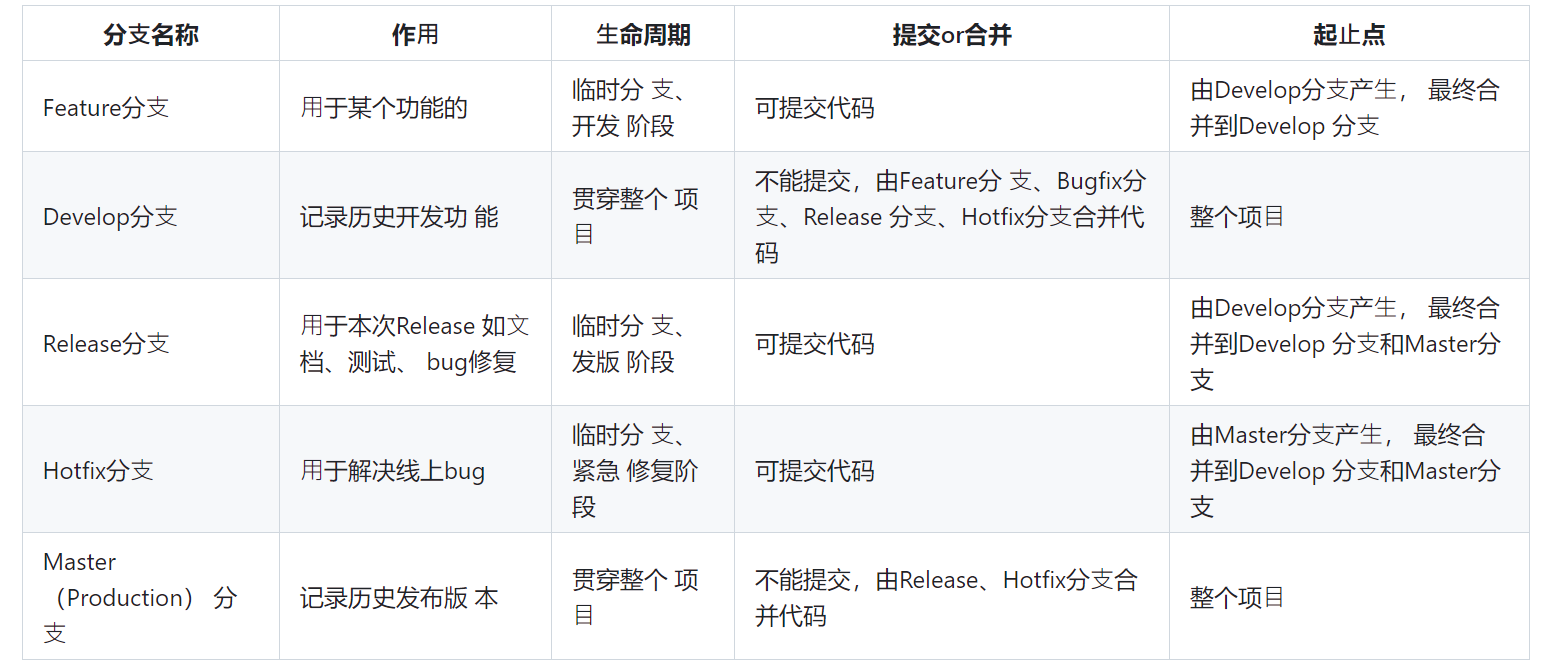 分支名称
作用
生命周期
提交or合并
起止点
Feature分支
用于某个功能的
临时分 支、
开发 阶段
可提交代码
由Develop分支产生， 最终合
并到Develop 分支
Develop分支
记录历史开发功 能
贯穿整个 项
目
不能提交，由Feature分 支、Bugfix分
支、Release 分支、Hotfix分支合并代
码
整个项目
Release分支
用于本次Release 如文
档、测试、 bug修复
临时分 支、
发版 阶段
可提交代码
由Develop分支产生， 最终合
并到Develop 分支和Master分
支
Hotfix分支
用于解决线上bug
临时分 支、
紧急 修复阶
段
可提交代码
由Master分支产生， 最终合
并到Develop 分支和Master分
支
Master
（Production） 分
支
记录历史发布版 本
贯穿整个 项
目
不能提交，由Release、Hotfix分支合
并代码
整个项目